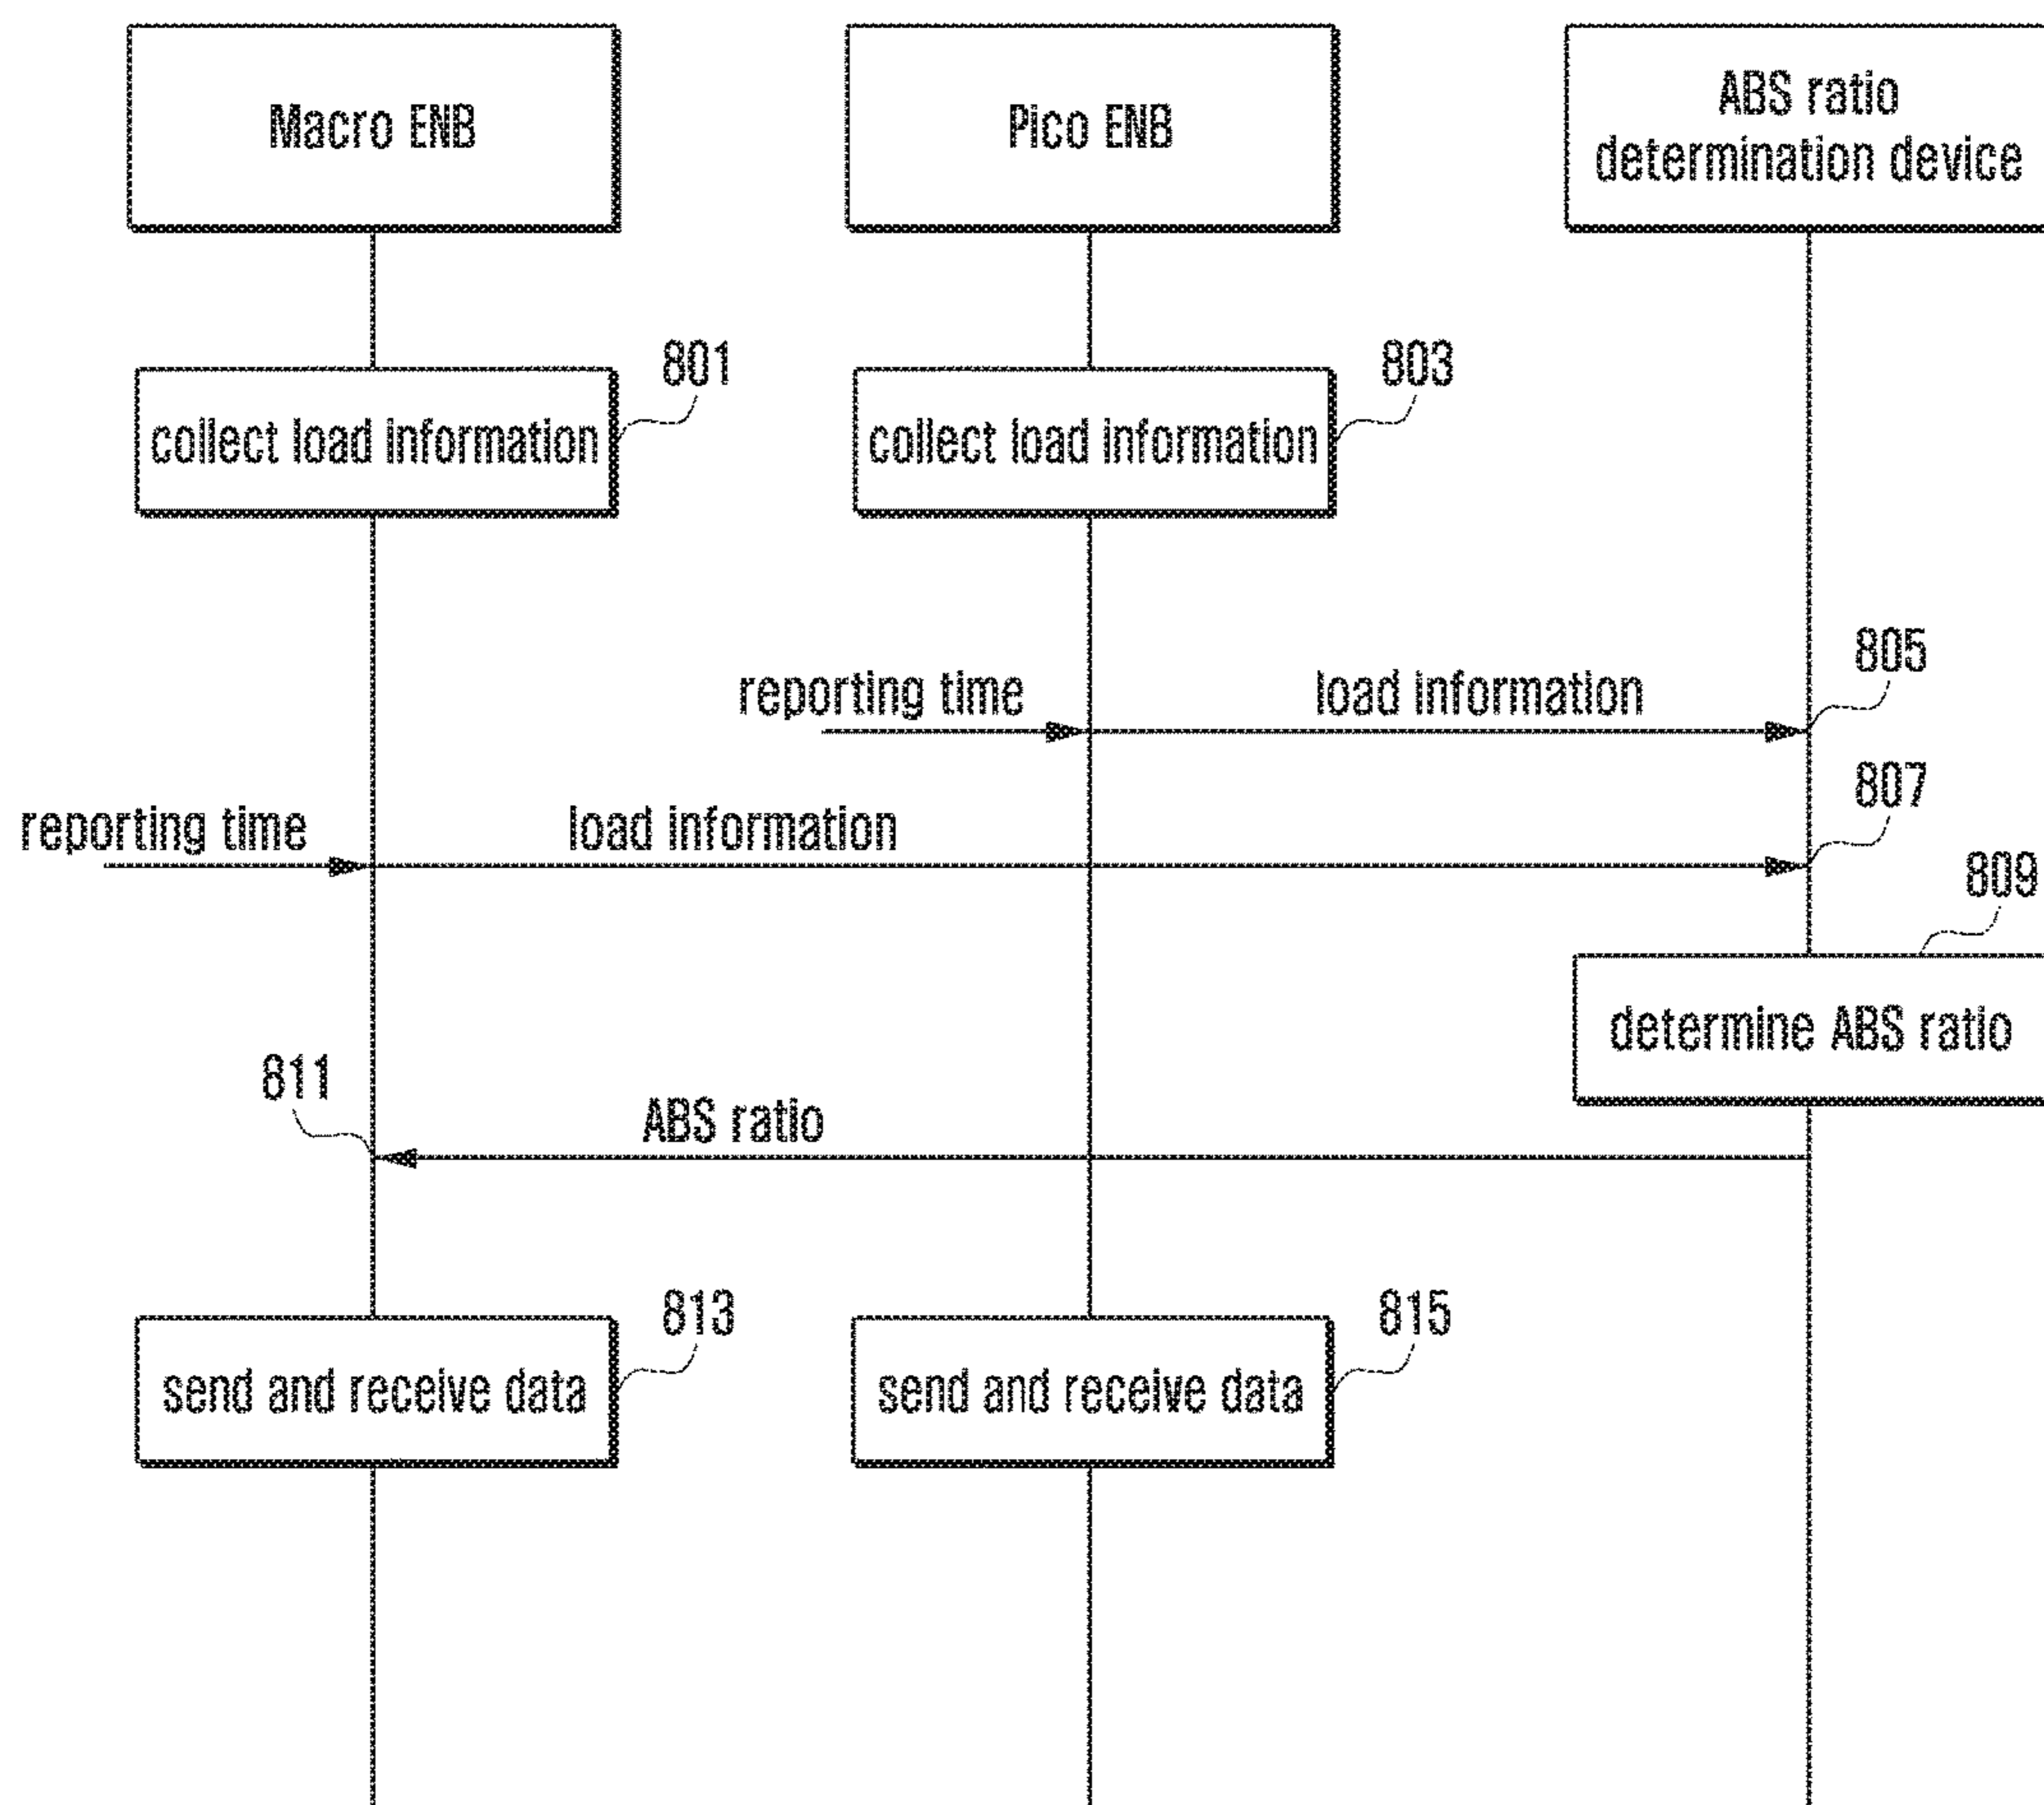 Macro ENB
Pico ENB
ABS ratio
determination device
801
803
collect load information
collect load information
805
reporting time
load information
807
reporting time
load information
809
determine ABS ratio
811
ABS ratio
813
815
send and receive data
send and receive data